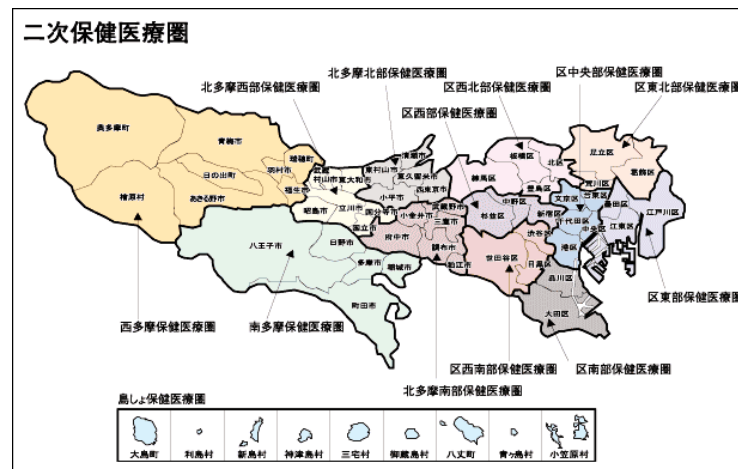 二次保健医療圏
北多摩西部保健医療圏
北多摩北部保健医療圏
区西部保健医療圏
区西北部保健医療圏
区中央部保健医療圏
区東北部保健医療圏
奥多摩町
青梅市
瑞穂町
日の出町
羽村市
福生市
檜原村
あきる野市
武蔵村山市
東大和市
昭島市
立川市
国分寺市
国立市
東村山市
清瀬市
東久留米市
西東京市
小平市
武蔵野市
小金井市
三鷹市
府中市
調布市
狛江市
八王子市
日野市
多摩市
稲城市
町田市
練馬区
板橋区
北区
豊島区
杉並区
中野区
新宿区
足立区
荒川区
葛飾区
文京区
台東区
千代田区
中央区
港区
墨田区
江東区
江戸川区
渋谷区
世田谷区
目黒区
品川区
大田区
西多摩保健医療圏
南多摩保健医療圏
北多摩南部保健医療圏
区西南部保健医療圏
区南部保健医療圏
区東部保健医療圏
島しょ保健医療圏
大島町
利島村
新島村
神津島村
三宅村
御蔵島村
八丈町
青ヶ島村
小笠原村